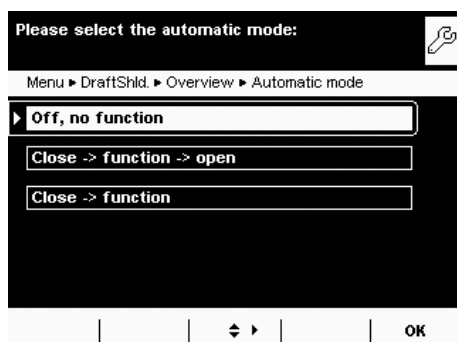 Please select the automatic mode:
Menu ▸ DraftShld. ▸ Overview ▸ Automatic mode
Off, no function
Close -> function -> open
Close -> function
OK